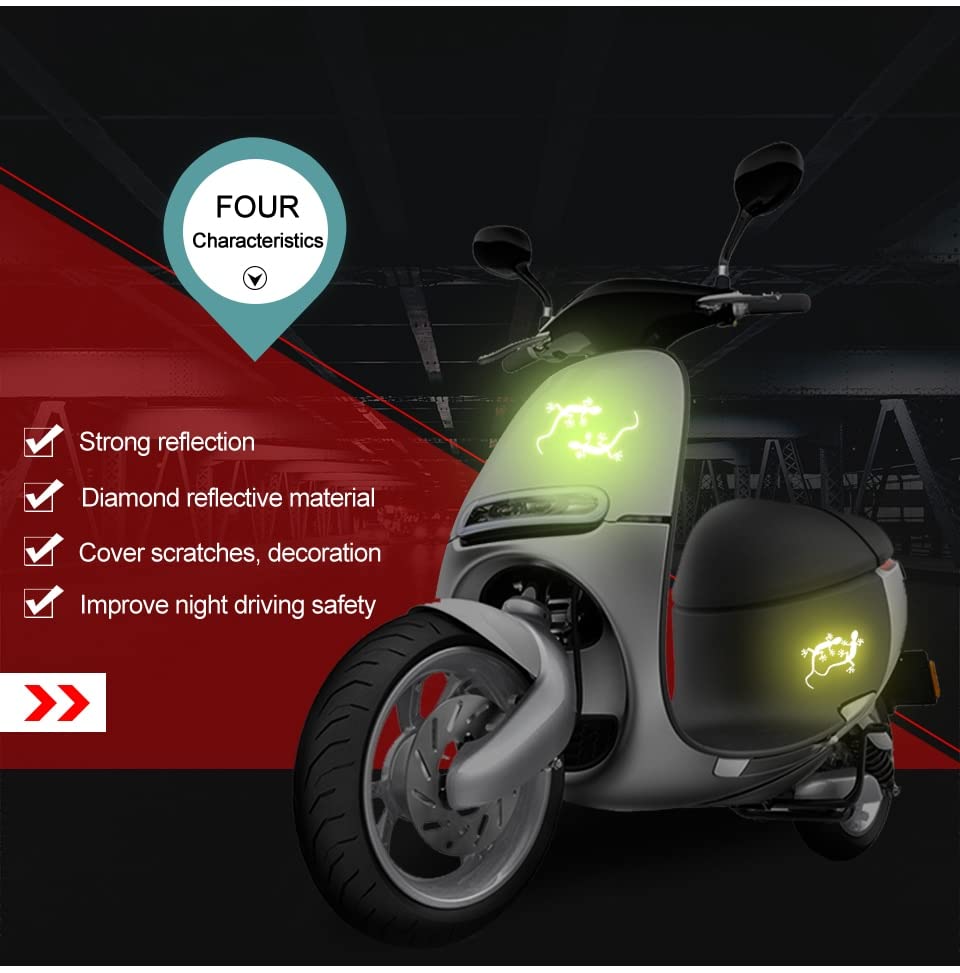 FOUR
Characteristics
Strong reflection
Diamond reflective material
Cover scratches, decoration
Improve night driving safety